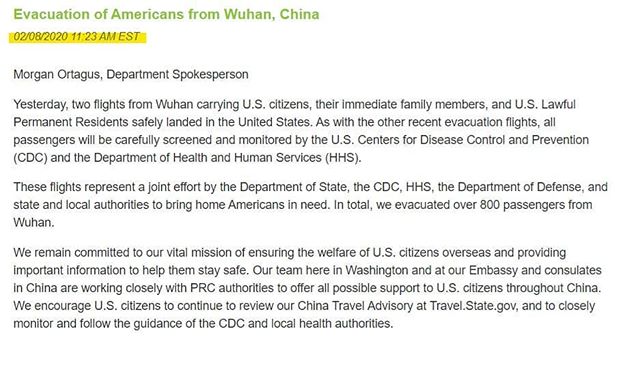 Evacuation of Americans from Wuhan, China
02/08/2020 11:23 AM EST
Morgan Ortagus, Department Spokesperson
Yesterday, two flights from Wuhan carrying U.S. citizens, their immediate family members, and U.S. Lawful
Permanent Residents safely landed in the United States. As with the other recent evacuation flights, all
passengers will be carefully screened and monitored by the U.S. Centers for Disease Control and Prevention
(CDC) and the Department of Health and Human Services (HHS).
These flights represent a joint effort by the Department of State, the CDC, HHS, the Department of Defense, and
state and local authorities to bring home Americans in need. In total, we evacuated over 800 passengers from
Wuhan.
We remain committed to our vital mission of ensuring the welfare of U.S. citizens overseas and providing
important information to help them stay safe. Our team here in Washington and at our Embassy and consulates
in China are working closely with PRC authorities to offer all possible support to U.S. citizens throughout China.
We encourage U.S. citizens to continue to review our China Travel Advisory at Travel.State.gov, and to closely
monitor and follow the guidance of the CDC and local health authorities.